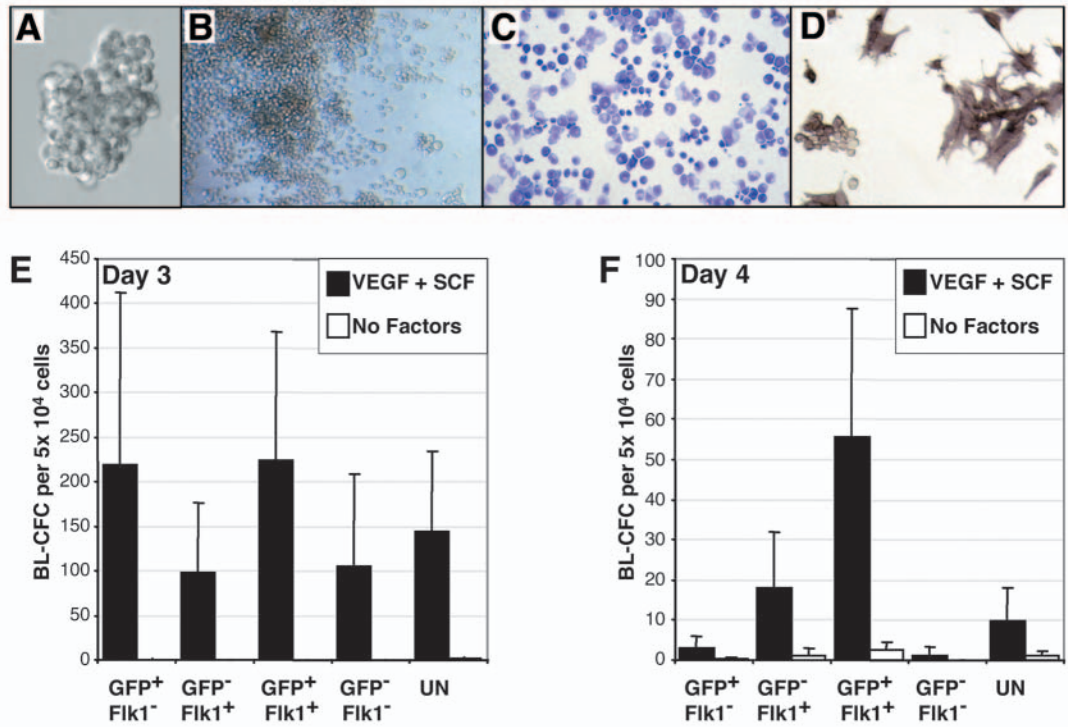 A
B
C
D
E
Day 3
VEGF + SCF
No Factors
BL-CFC per 5x 10⁴ cells
450
400
350
300
250
200
150
100
50
0
GFP⁺ GFP⁻ GFP⁺ GFP⁻ UN
Flk1⁻ Flk1⁺ Flk1⁺ Flk1⁻
F
Day 4
VEGF + SCF
No Factors
BL-CFC per 5x 10⁴ cells
100
90
80
70
60
50
40
30
20
10
0
GFP⁺ GFP⁻ GFP⁺ GFP⁻ UN
Flk1⁻ Flk1⁺ Flk1⁺ Flk1⁻